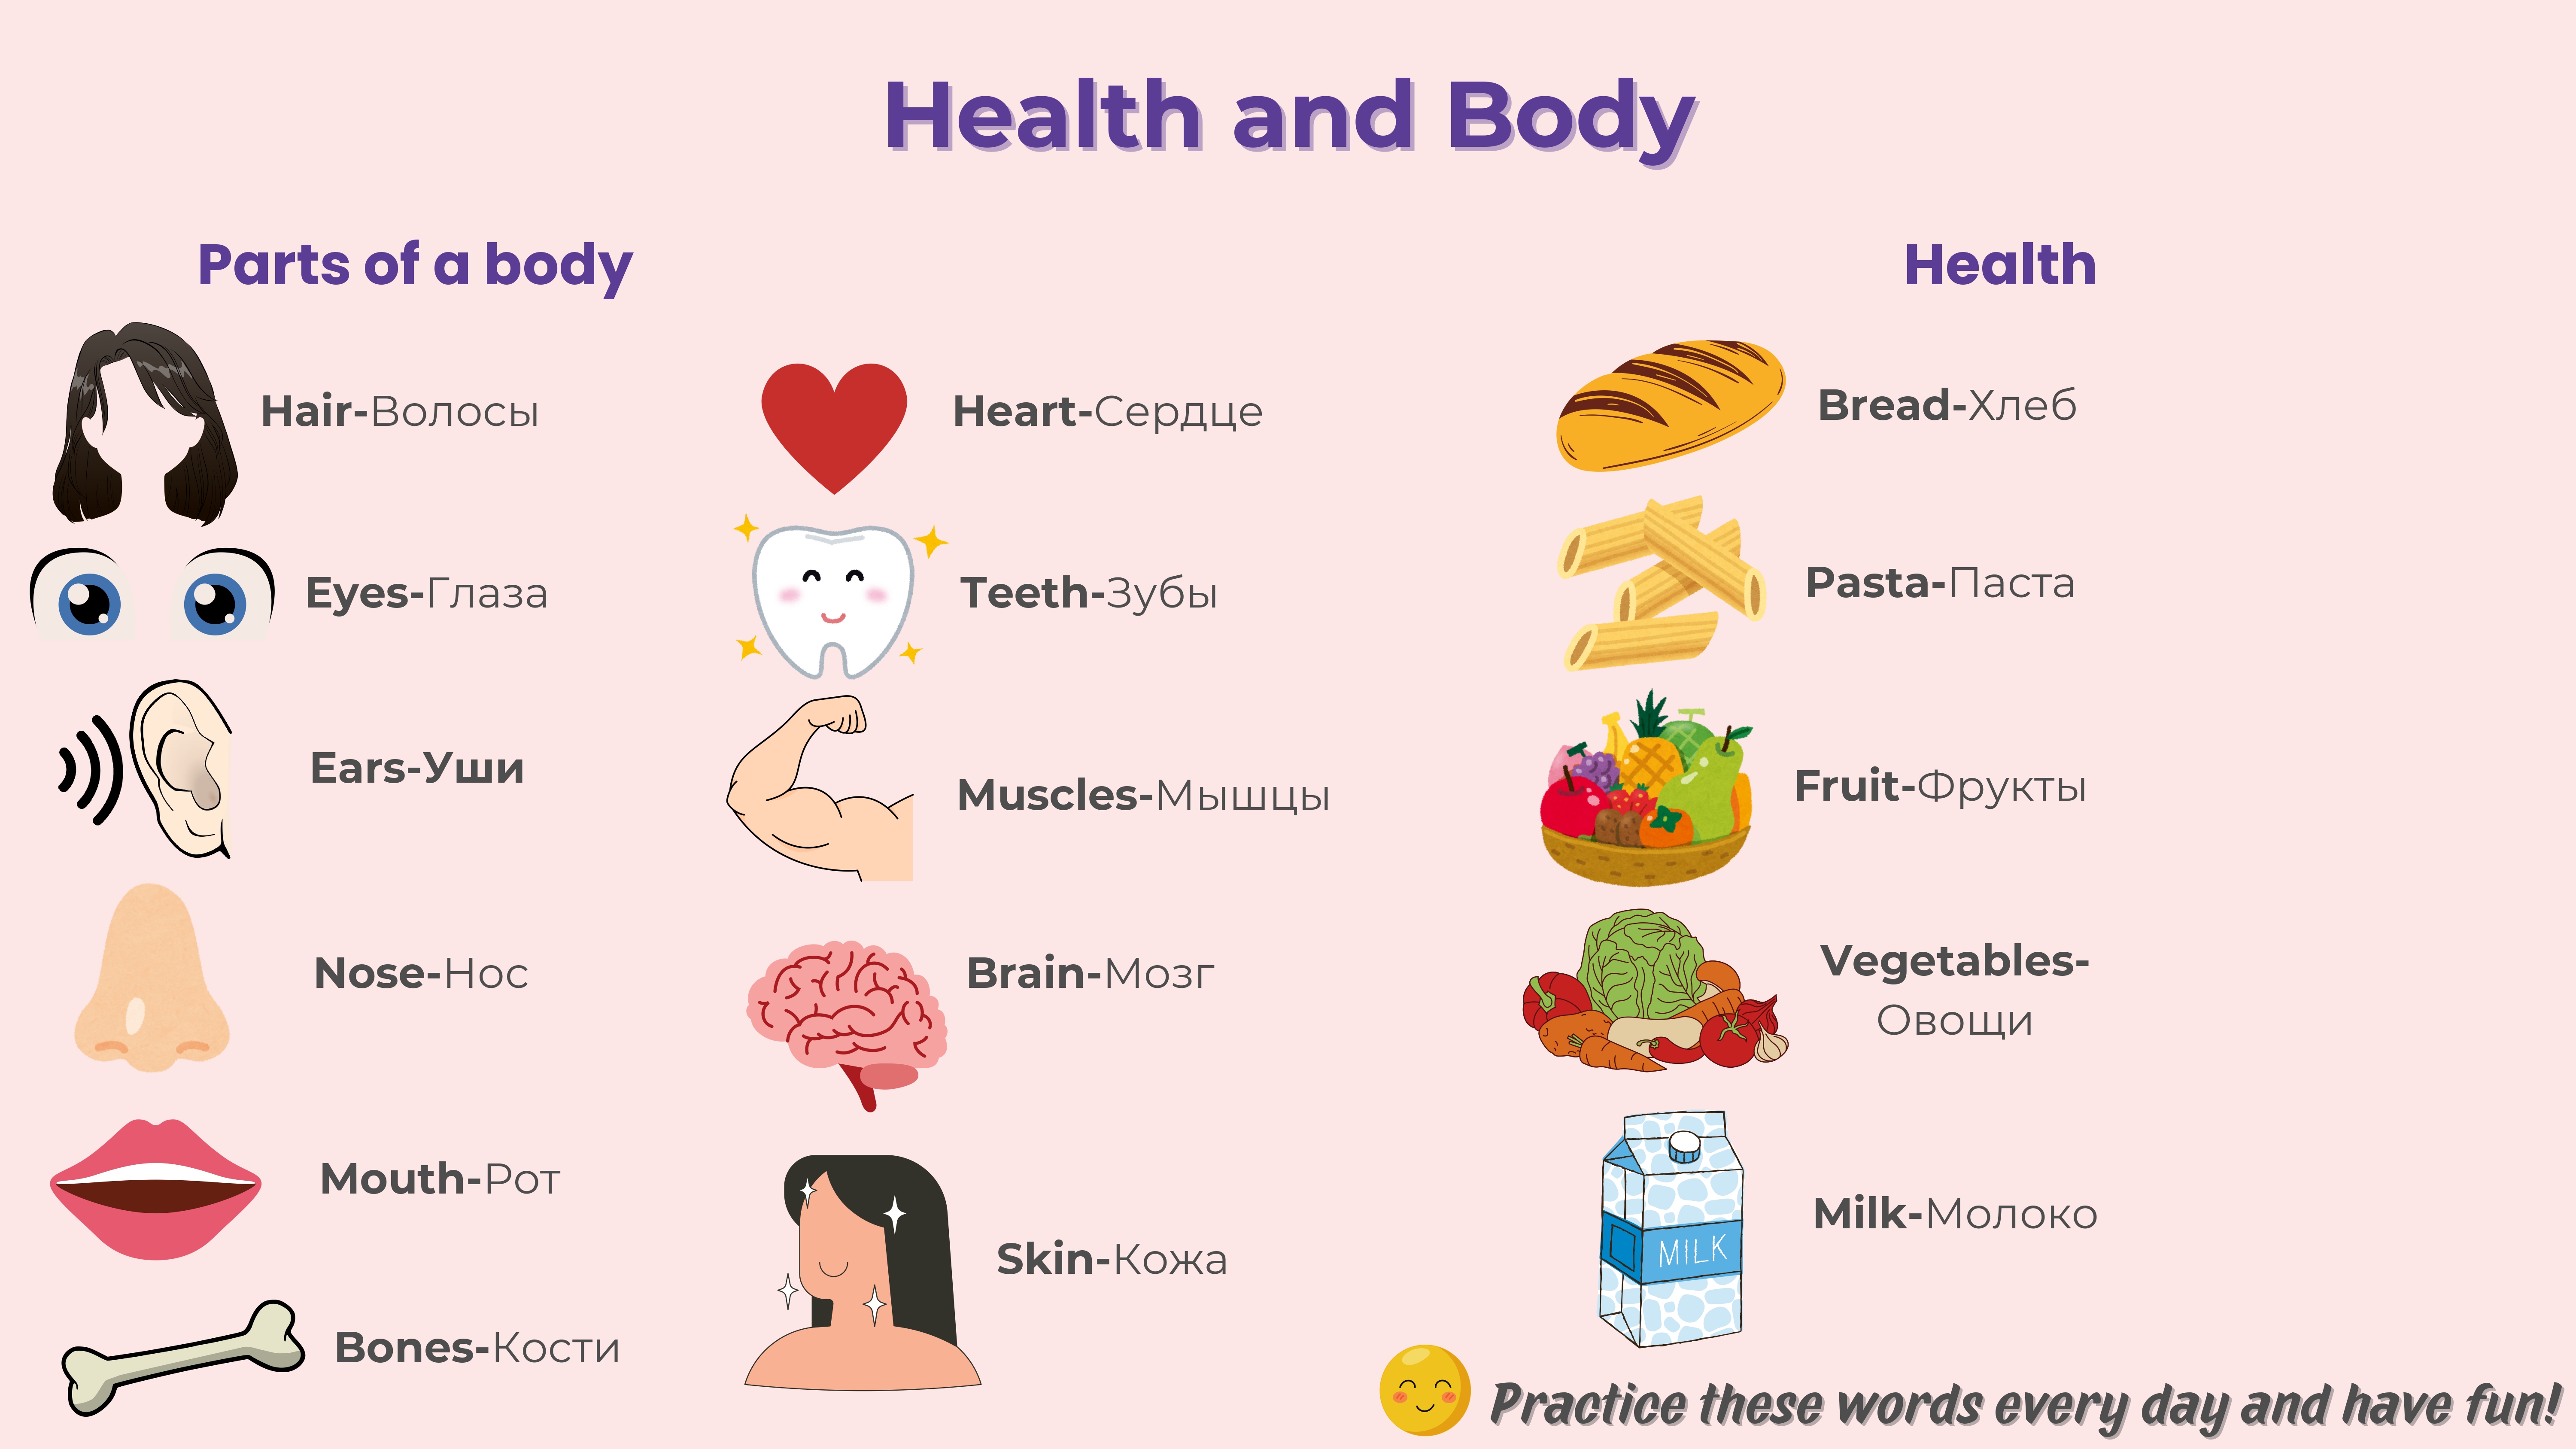 Health and Body
Parts of a body
Hair-Волосы
Eyes-Глаза
Ears-Уши
Nose-Нос
Mouth-Рот
Bones-Кости
Heart-Сердце
Teeth-Зубы
Muscles-Мышцы
Brain-Мозг
Skin-Кожа
Health
Bread-Хлеб
Pasta-Паста
Fruit-Фрукты
Vegetables-
Овощи
MILK
Milk-Молоко
Practice these words every day and have fun!